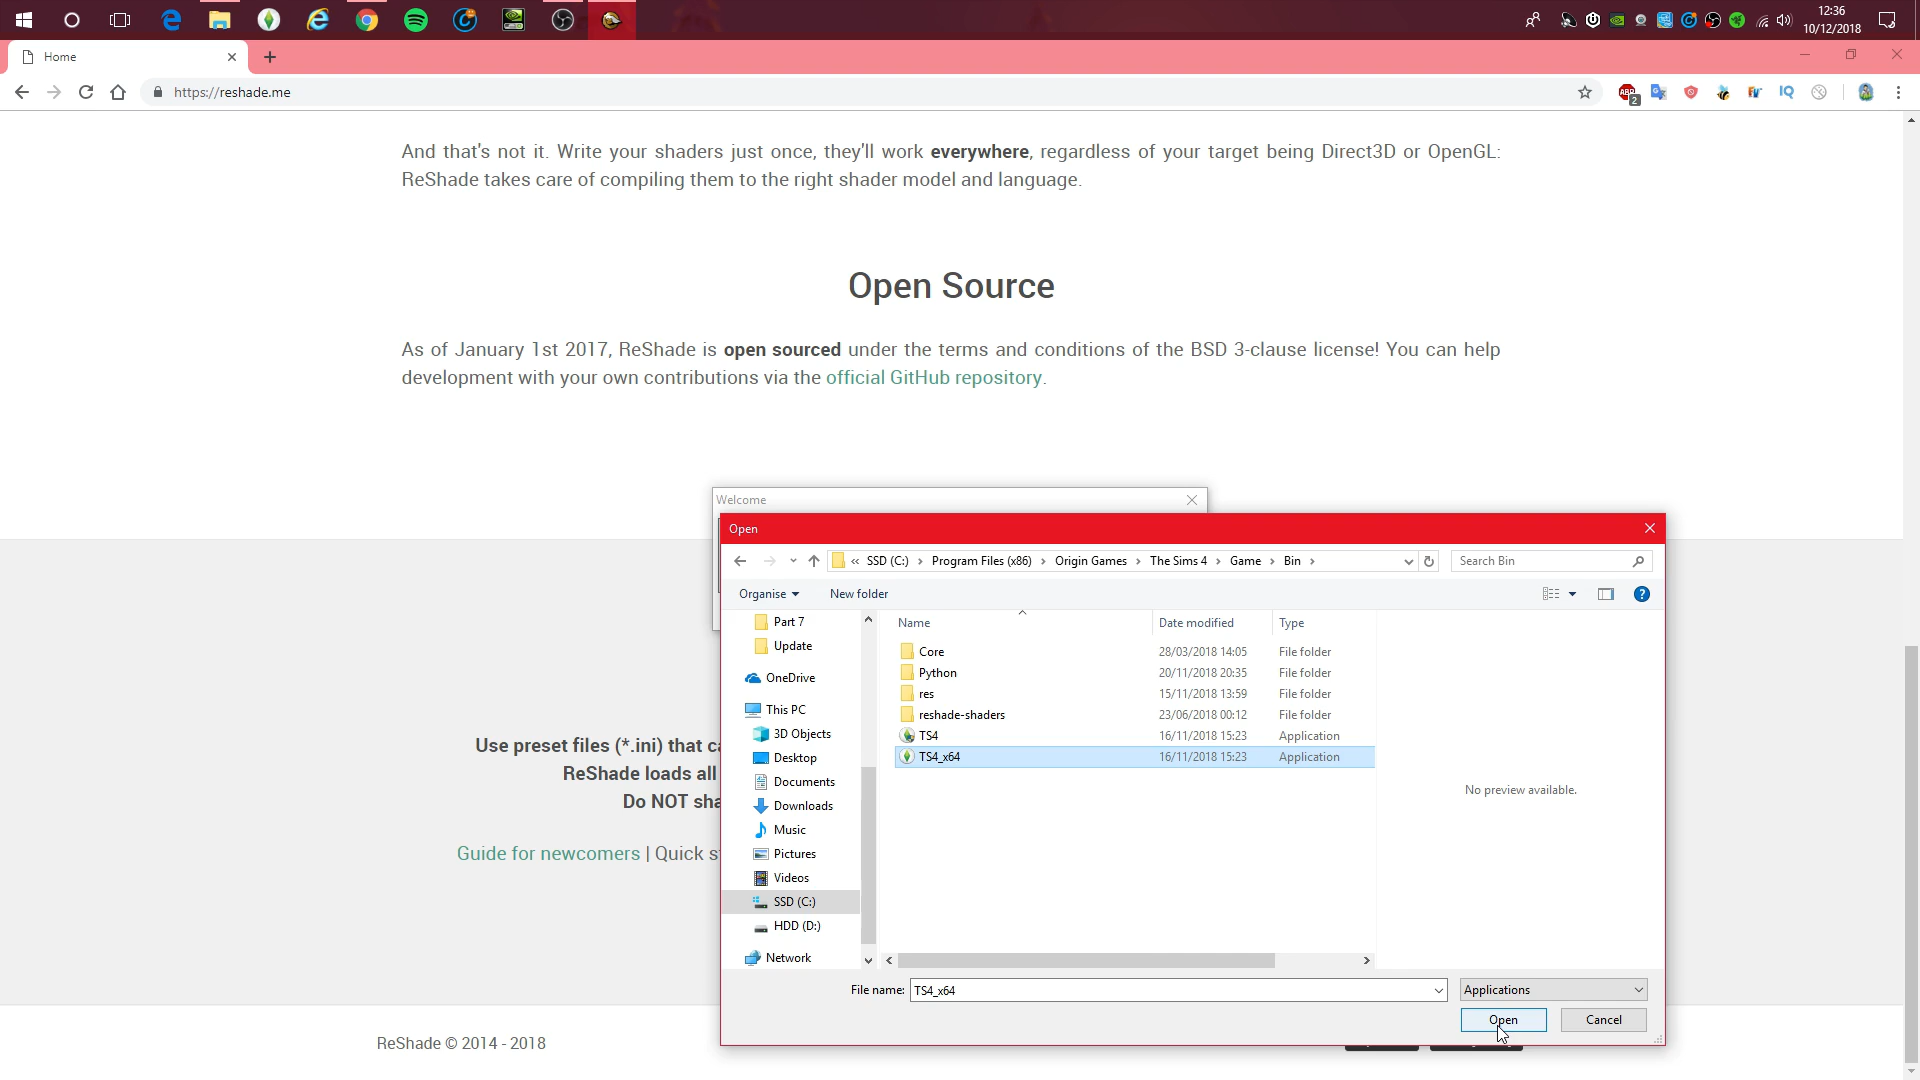 12:36
10/12/2018
Home
https://reshade.me
ABP
2
IQ
And that's not it. Write your shaders just once, they'll work everywhere, regardless of your target being Direct3D or OpenGL:
ReShade takes care of compiling them to the right shader model and language.
Open Source
As of January 1st 2017, ReShade is open sourced under the terms and conditions of the BSD 3-clause license! You can help
development with your own contributions via the official GitHub repository.
Welcome
Open
« SSD (C:) › Program Files (x86) › Origin Games › The Sims 4 › Game › Bin ›
Search Bin
Organise
New folder
Name Date modified Type
Part 7
Update
OneDrive
This PC
3D Objects
Desktop
Documents
Downloads
Music
Pictures
Videos
SSD (C:)
HDD (D:)
Network
Core 28/03/2018 14:05 File folder
Python 20/11/2018 20:35 File folder
res 15/11/2018 13:59 File folder
reshade-shaders 23/06/2018 00:12 File folder
TS4 16/11/2018 15:23 Application
TS4_x64 16/11/2018 15:23 Application
No preview available.
File name: TS4_x64
Applications
Open
Cancel
Use preset files (*.ini) that
ReShade loads all
Do NOT
Guide for newcomers | Quick
ReShade © 2014 - 2018